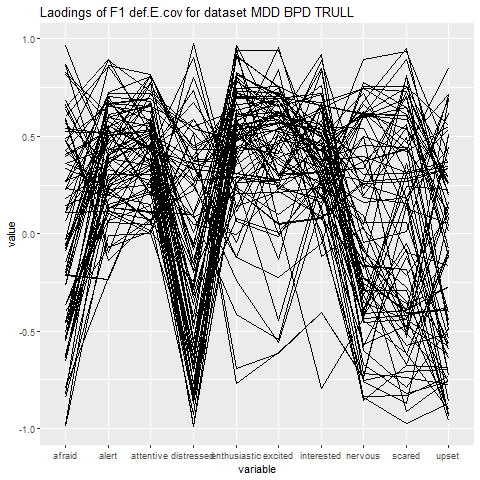 Laodings of F1 def.E.cov for dataset MDD BPD TRULL
1.0
0.5
0.0
-0.5
-1.0
value
afraid alert attentive distressed enthusiastic excited interested nervous scared upset
variable